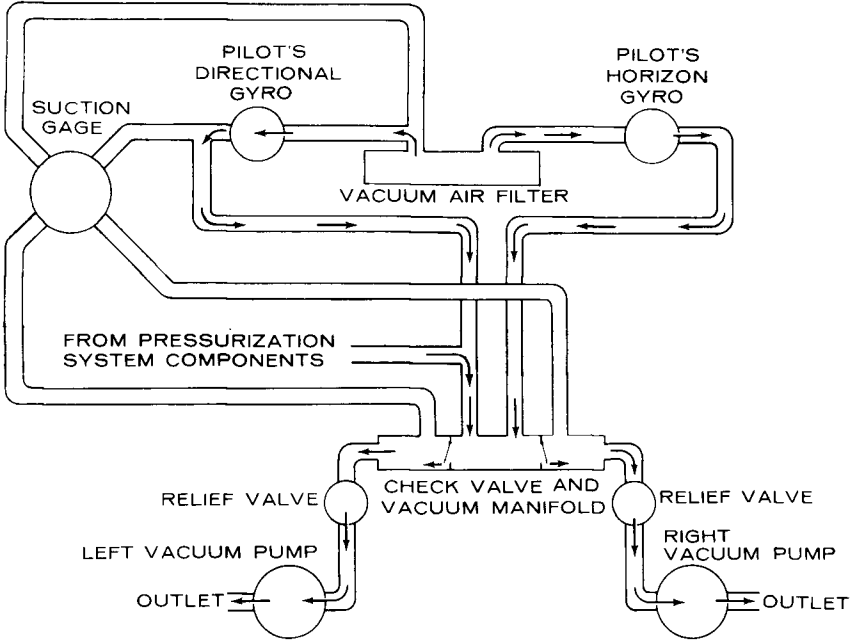 PILOT'S
DIRECTIONAL
GYRO
PILOT'S
HORIZON
GYRO
SUCTION
GAGE
VACUUM AIR FILTER
FROM PRESSURIZATION
SYSTEM COMPONENTS
CHECK VALVE AND
VACUUM MANIFOLD
RELIEF VALVE
RELIEF VALVE
LEFT VACUUM PUMP
RIGHT
VACUUM PUMP
OUTLET
OUTLET